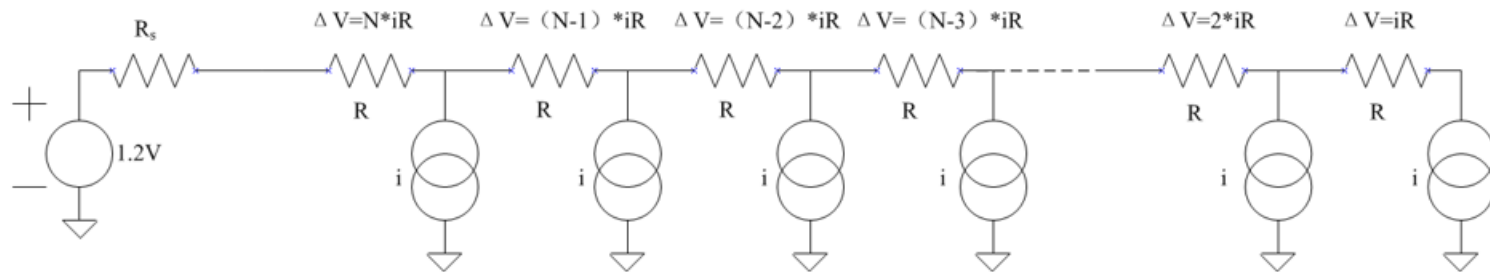 ΔV=N*iR ΔV=（N-1）*iR ΔV=（N-2）*iR ΔV=（N-3）*iR ΔV=2*iR ΔV=iR
Rs
R R R R R R
+
1.2V
i i i i i i
—